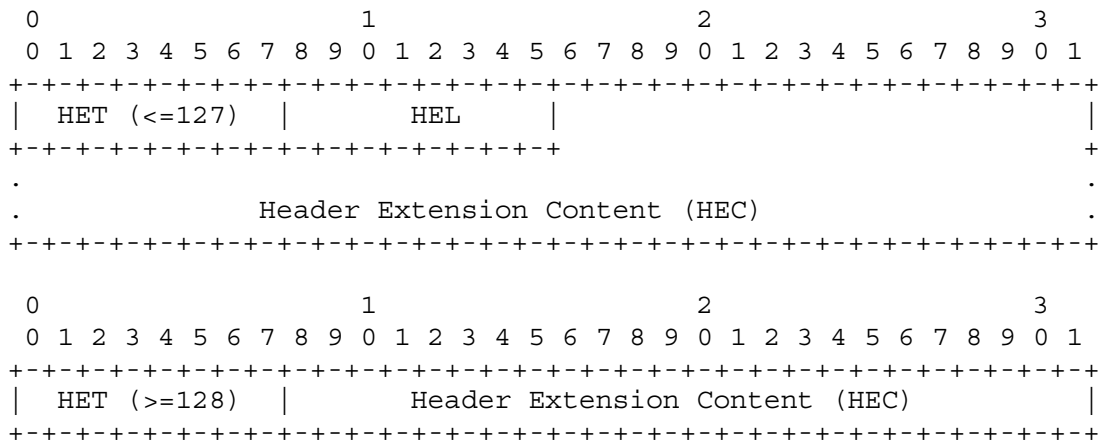 0                   1                   2                   3
 0 1 2 3 4 5 6 7 8 9 0 1 2 3 4 5 6 7 8 9 0 1 2 3 4 5 6 7 8 9 0 1
+-+-+-+-+-+-+-+-+-+-+-+-+-+-+-+-+-+-+-+-+-+-+-+-+-+-+-+-+-+-+-+-+
|  HET (<=127)  |       HEL     |                               |
+-+-+-+-+-+-+-+-+-+-+-+-+-+-+-+-+                               +
.                                                               .
.              Header Extension Content (HEC)                   .
+-+-+-+-+-+-+-+-+-+-+-+-+-+-+-+-+-+-+-+-+-+-+-+-+-+-+-+-+-+-+-+-+
 0                   1                   2                   3
 0 1 2 3 4 5 6 7 8 9 0 1 2 3 4 5 6 7 8 9 0 1 2 3 4 5 6 7 8 9 0 1
+-+-+-+-+-+-+-+-+-+-+-+-+-+-+-+-+-+-+-+-+-+-+-+-+-+-+-+-+-+-+-+-+
|  HET (>=128)  |       Header Extension Content (HEC)          |
+-+-+-+-+-+-+-+-+-+-+-+-+-+-+-+-+-+-+-+-+-+-+-+-+-+-+-+-+-+-+-+-+